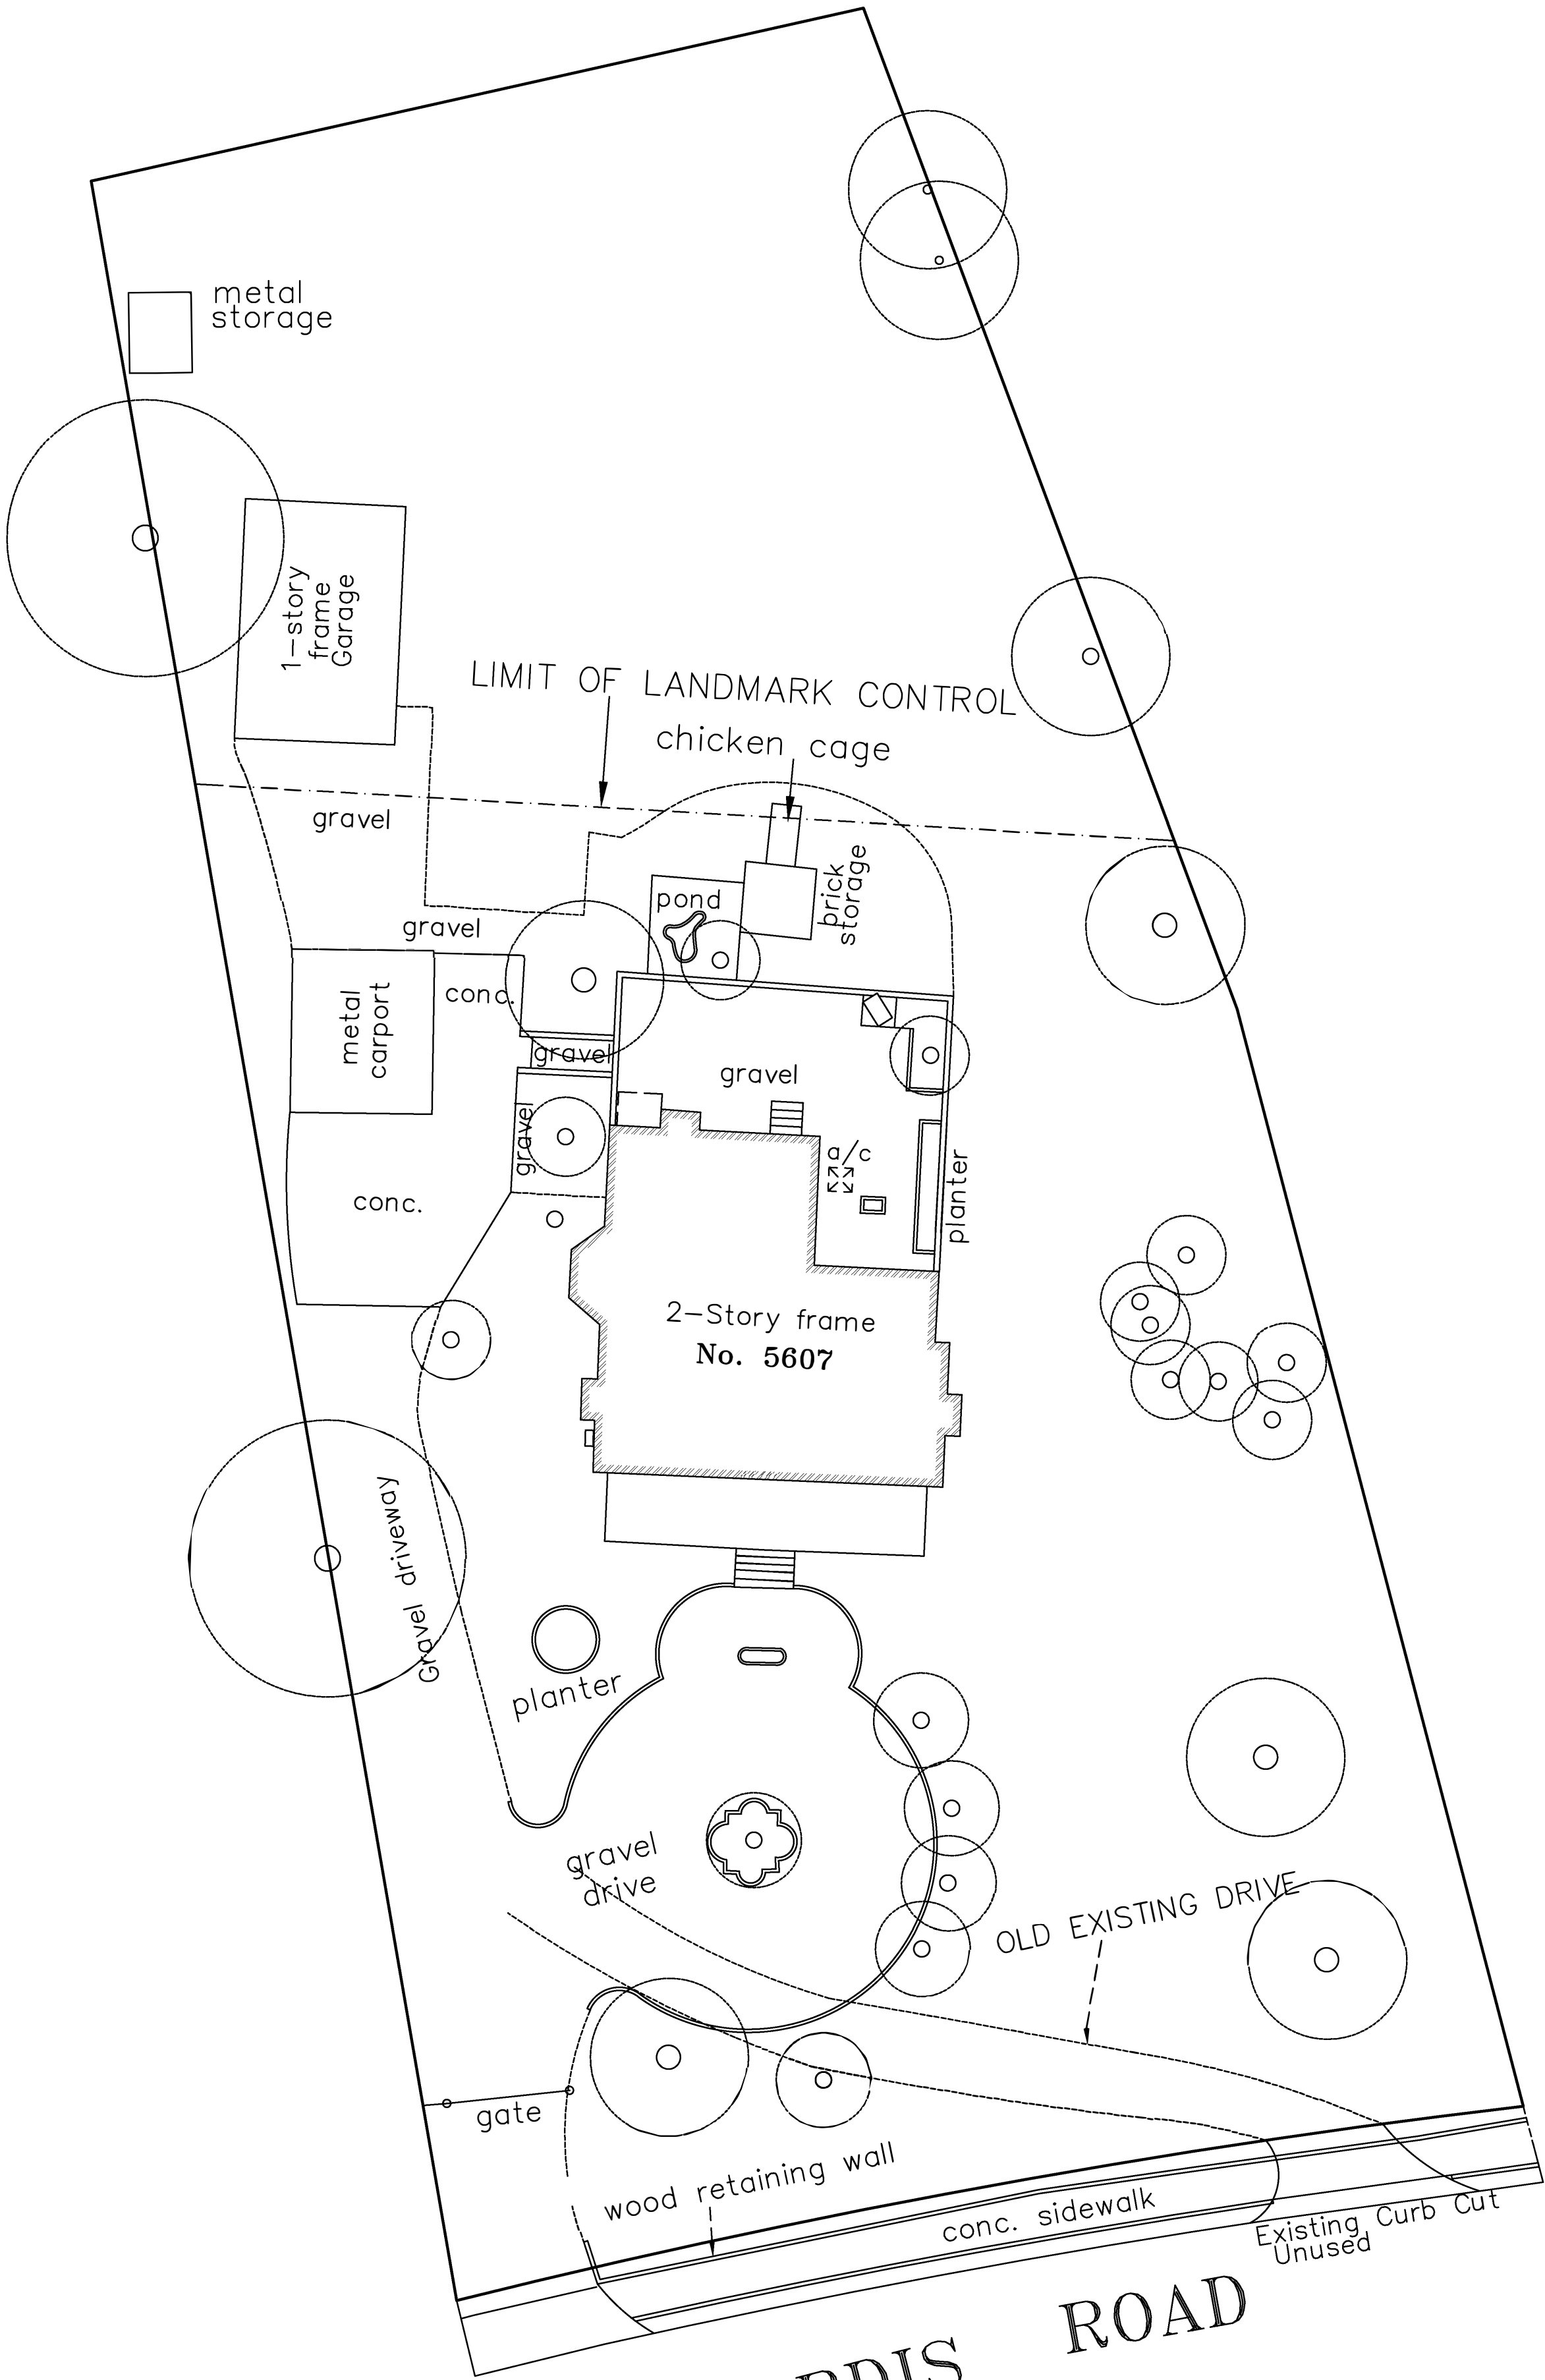 metal
storage
1-story
frame
Garage
LIMIT OF LANDMARK CONTROL
chicken cage
gravel
brick
storage
pond
gravel
conc.
metal
carport
gravel
gravel
gravel
a/c
planter
conc.
2-Story frame
No. 5607
Gravel driveway
planter
gravel
drive
OLD EXISTING DRIVE
gate
wood retaining wall
conc. sidewalk
Existing Curb Cut
Unused
ROAD